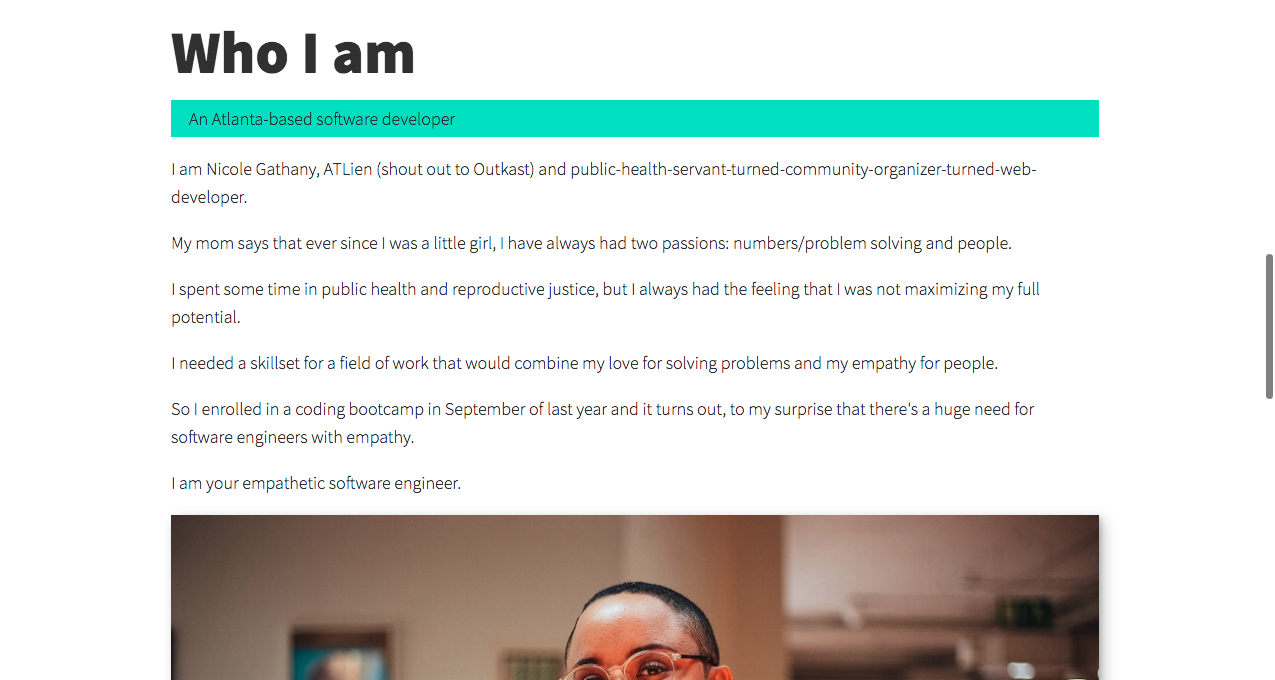 Who I am
An Atlanta-based software developer
I am Nicole Gathany, ATLien (shout out to Outkast) and public-health-servant-turned-community-organizer-turned-web-
developer.
My mom says that ever since I was a little girl, I have always had two passions: numbers/problem solving and people.
I spent some time in public health and reproductive justice, but I always had the feeling that I was not maximizing my full
potential.
I needed a skillset for a field of work that would combine my love for solving problems and my empathy for people.
So I enrolled in a coding bootcamp in September of last year and it turns out, to my surprise that there's a huge need for
software engineers with empathy.
I am your empathetic software engineer.